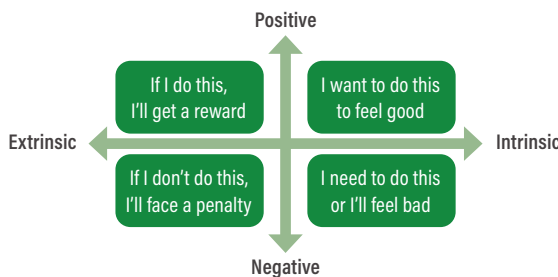 Positive
If I do this,
I'll get a reward
I want to do this
to feel good
Extrinsic
Intrinsic
If I don't do this,
I'll face a penalty
I need to do this
or I'll feel bad
Negative